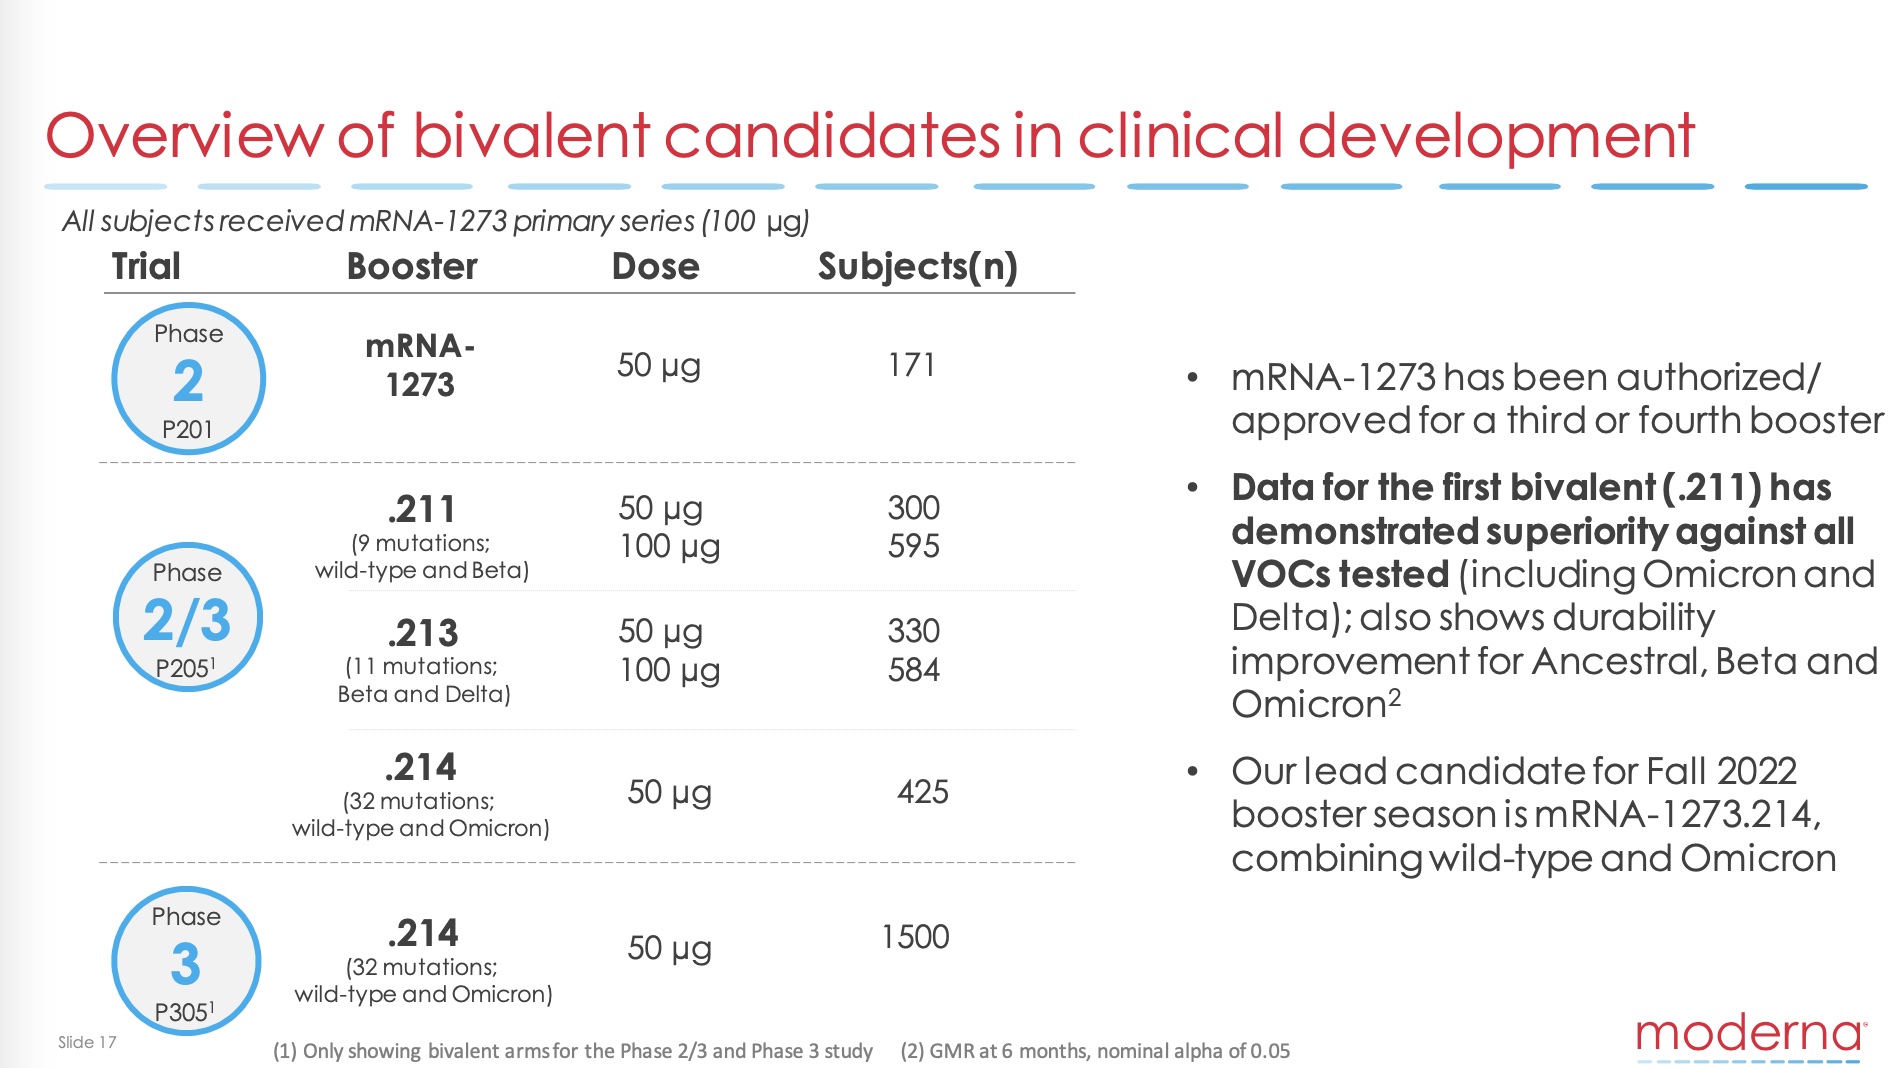 Overview of bivalent candidates in clinical development
All subjects received mRNA-1273 primary series (100 µg)
Trial Booster Dose Subjects(n)
Phase
2
P201
mRNA-
1273
50 µg 171
Phase
2/3
P205¹
.211
(9 mutations;
wild-type and Beta)
50 µg 300
100 µg 595
.213
(11 mutations;
Beta and Delta)
50 µg 330
100 µg 584
.214
(32 mutations;
wild-type and Omicron)
50 µg 425
Phase
3
P305¹
.214
(32 mutations;
wild-type and Omicron)
50 µg 1500
• mRNA-1273 has been authorized/
approved for a third or fourth booster
• Data for the first bivalent (.211) has
demonstrated superiority against all
VOCs tested (including Omicron and
Delta); also shows durability
improvement for Ancestral, Beta and
Omicron²
• Our lead candidate for Fall 2022
booster season is mRNA-1273.214,
combining wild-type and Omicron
Slide 17
(1) Only showing bivalent arms for the Phase 2/3 and Phase 3 study (2) GMR at 6 months, nominal alpha of 0.05
moderna